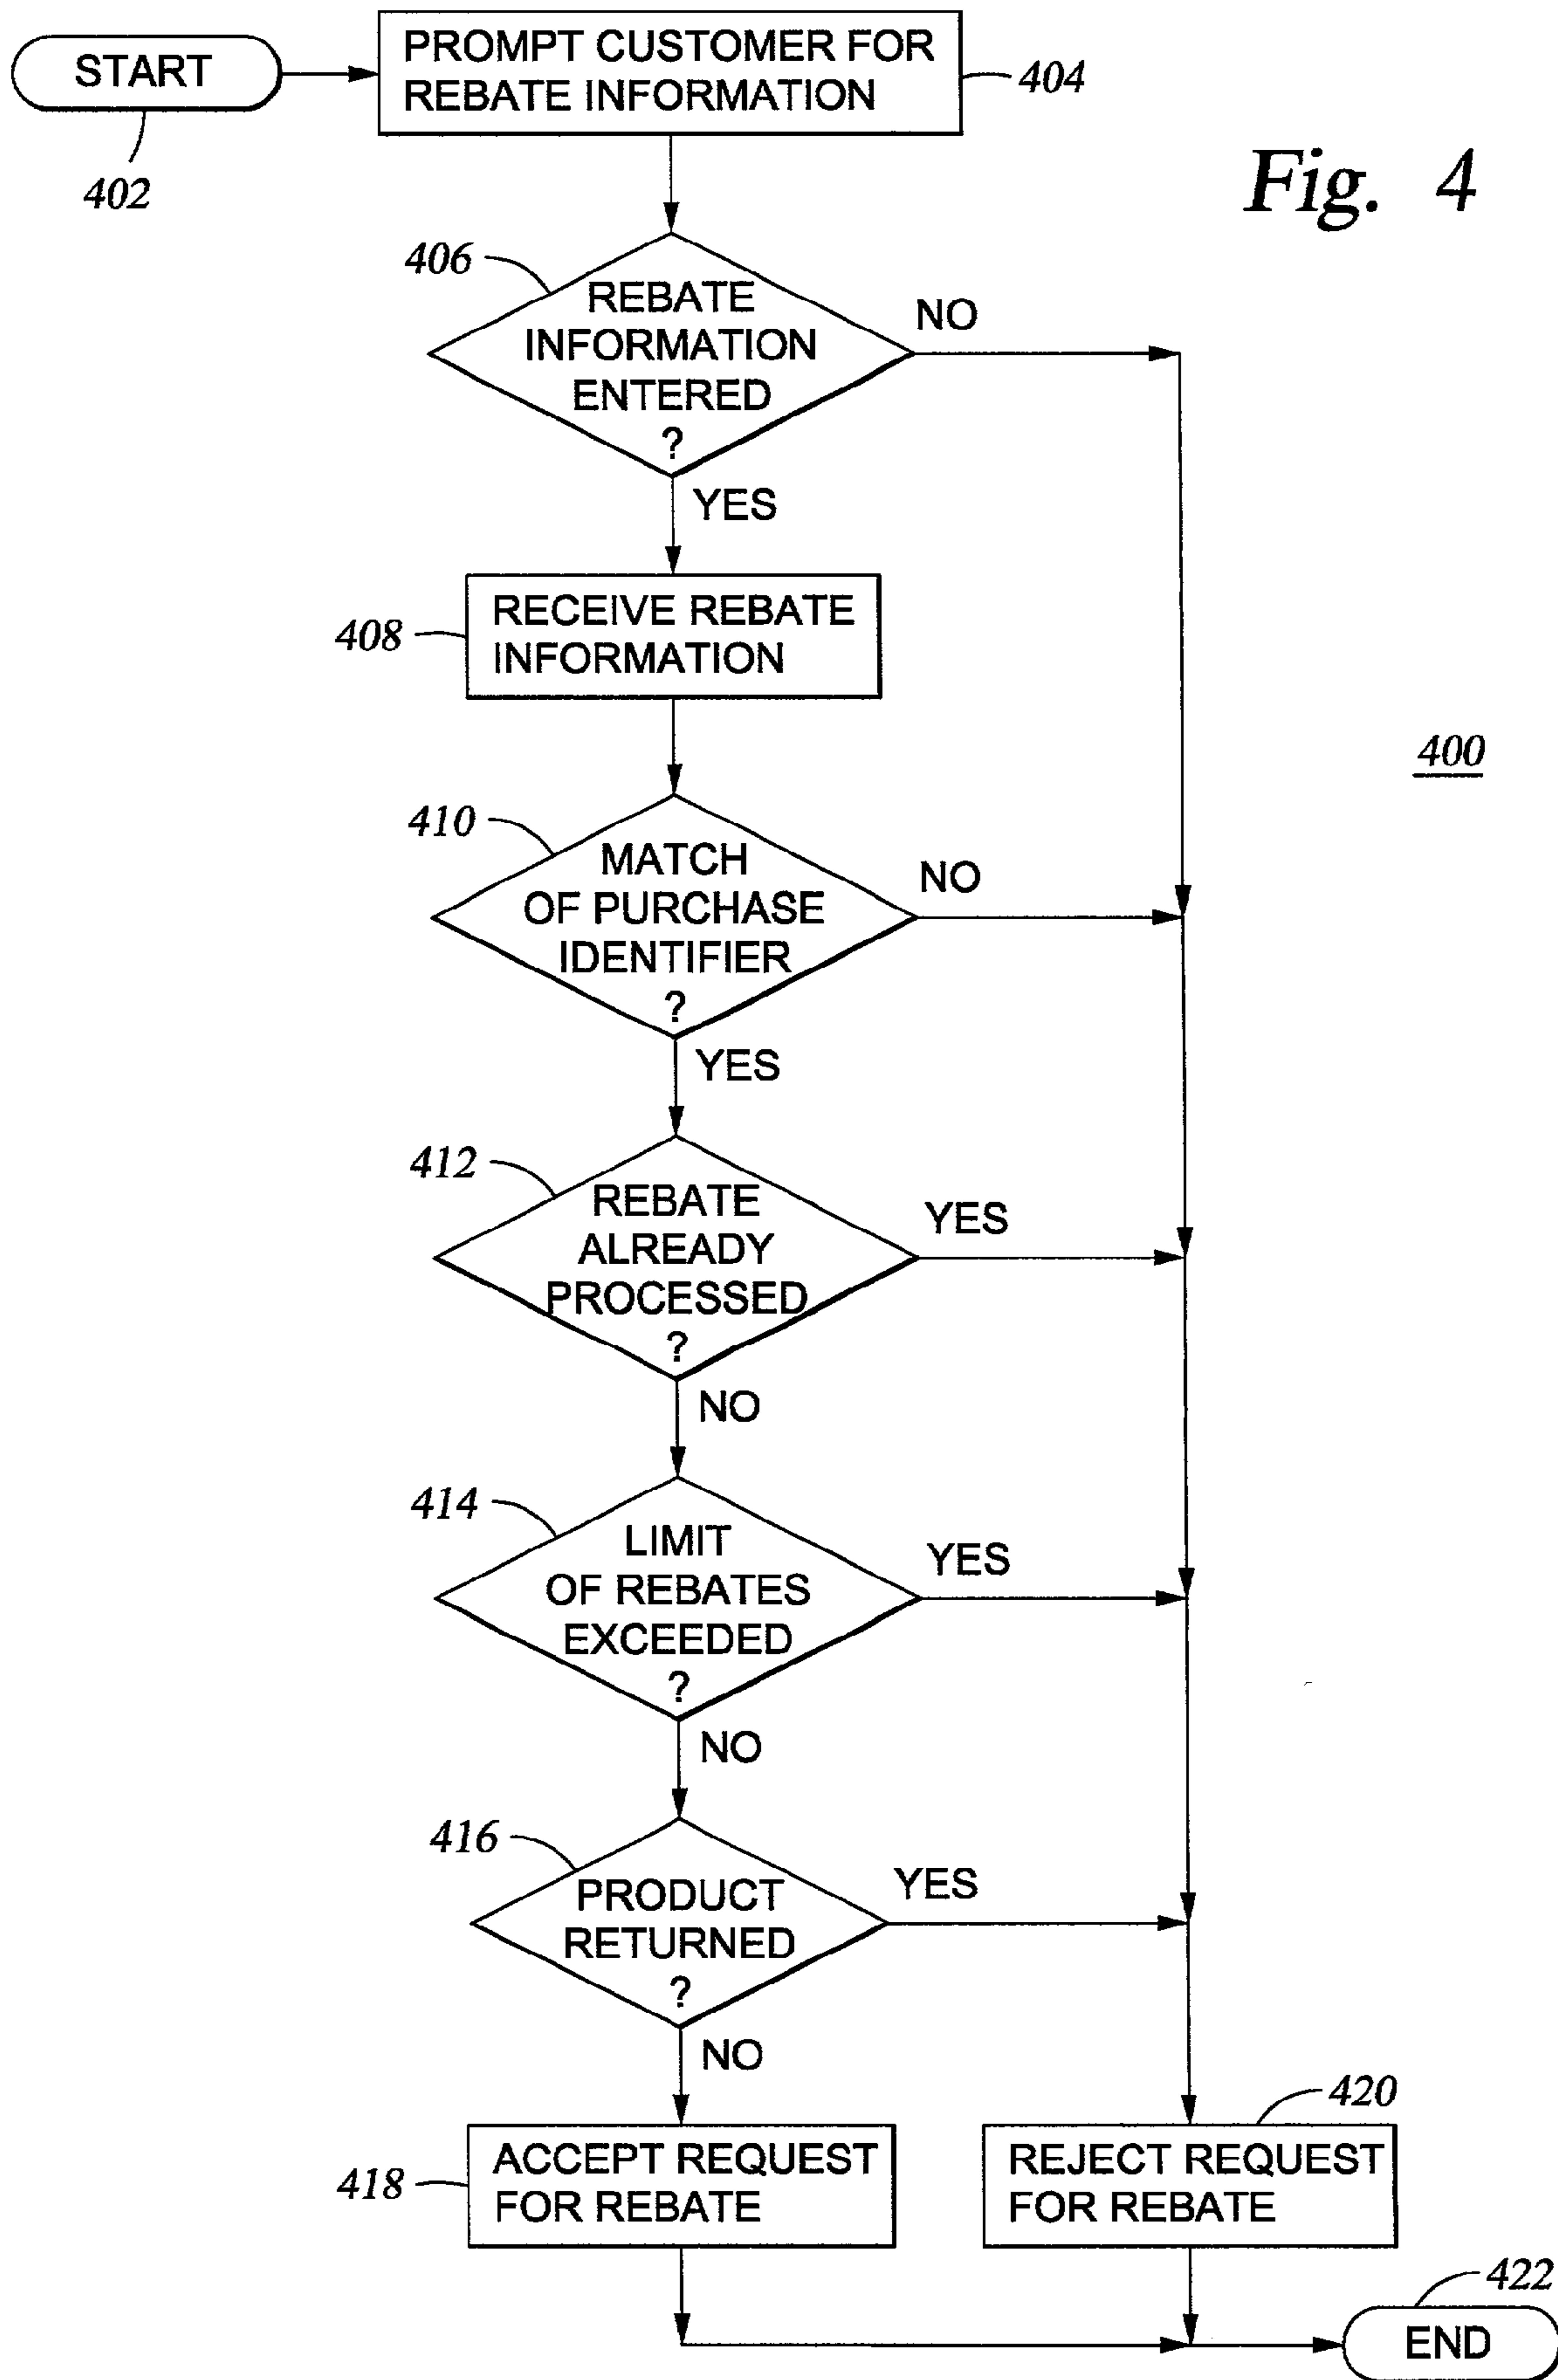 START
PROMPT CUSTOMER FOR
REBATE INFORMATION
404
402
Fig. 4
406
REBATE
INFORMATION
ENTERED
?
NO
YES
408
RECEIVE REBATE
INFORMATION
400
410
MATCH
OF PURCHASE
IDENTIFIER
?
NO
YES
412
REBATE
ALREADY
PROCESSED
?
YES
NO
414
LIMIT
OF REBATES
EXCEEDED
?
YES
NO
416
PRODUCT
RETURNED
?
YES
NO
418
ACCEPT REQUEST
FOR REBATE
420
REJECT REQUEST
FOR REBATE
422
END